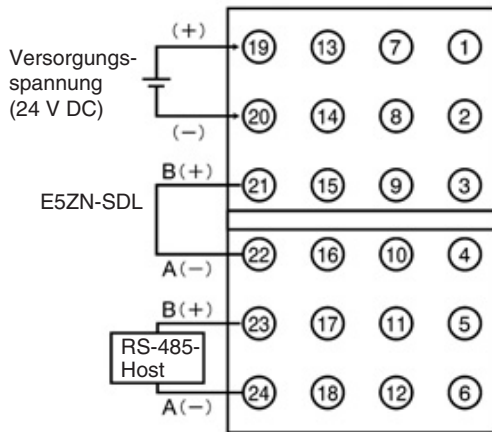 (+)
19 13 7 1
Versorgungs-
spannung
(24 V DC)
20 14 8 2
(−)
B(+)
21 15 9 3
E5ZN-SDL
22 16 10 4
A(−)
B(+)
23 17 11 5
RS-485-
Host
24 18 12 6
A(−)